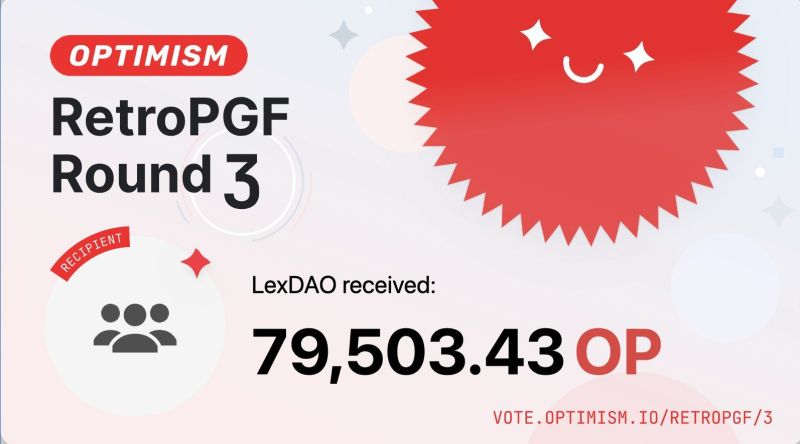 OPTIMISM
RetroPGF
Round 3
RECIPIENT
LexDAO received:
79,503.43 OP
VOTE.OPTIMISM.IO/RETROPGF/3